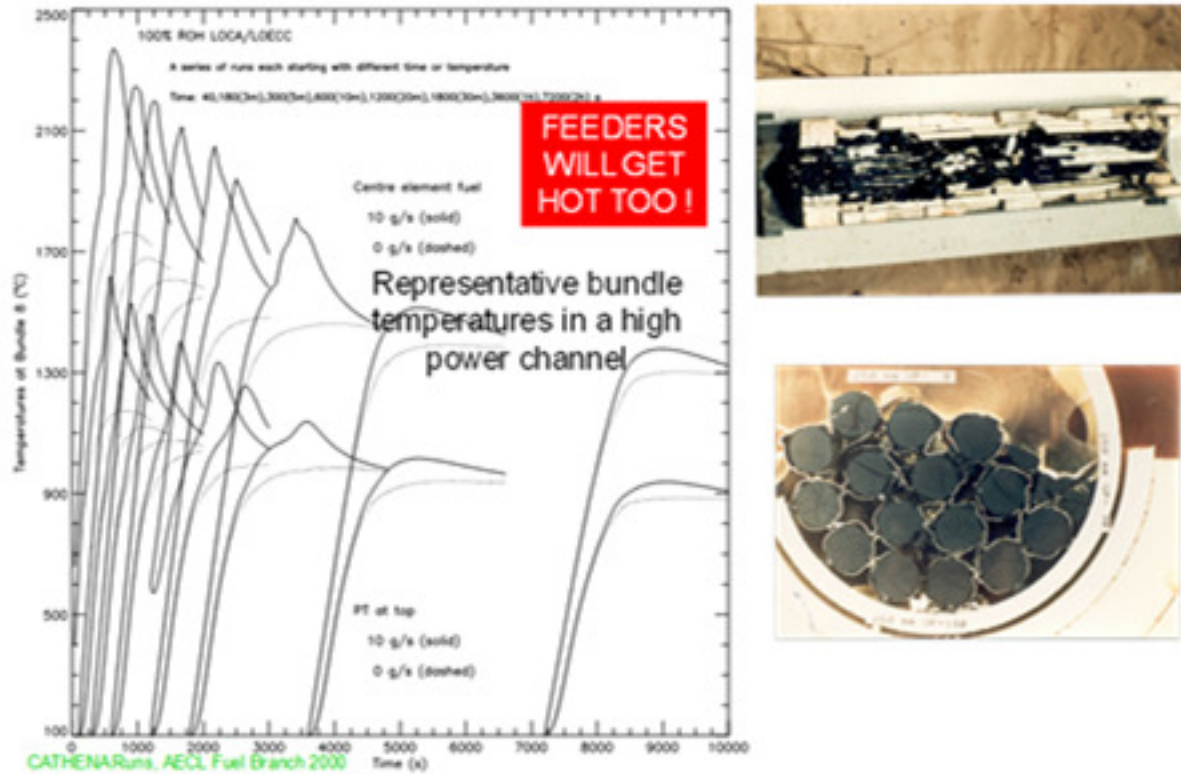 100% ROH LOCA/LOECC
A series of runs each starting with different time or temperature
Time: 40,180(3m),300(5m),600(10m),1200(20m),1800(30m),3600(1h),7200(2h) s
FEEDERS
WILL GET
HOT TOO !
Centre element fuel
10 g/s (solid)
0 g/s (dashed)
Representative bundle
temperatures in a high
power channel
PT at top
10 g/s (solid)
0 g/s (dashed)
Temperatures at Bundle 8 (°C)
2500
2100
1700
1300
900
500
100
0
1000
2000
3000
4000
5000
6000
7000
8000
9000
10000
Time (s)
CATHENA Runs, AECL Fuel Branch 2000